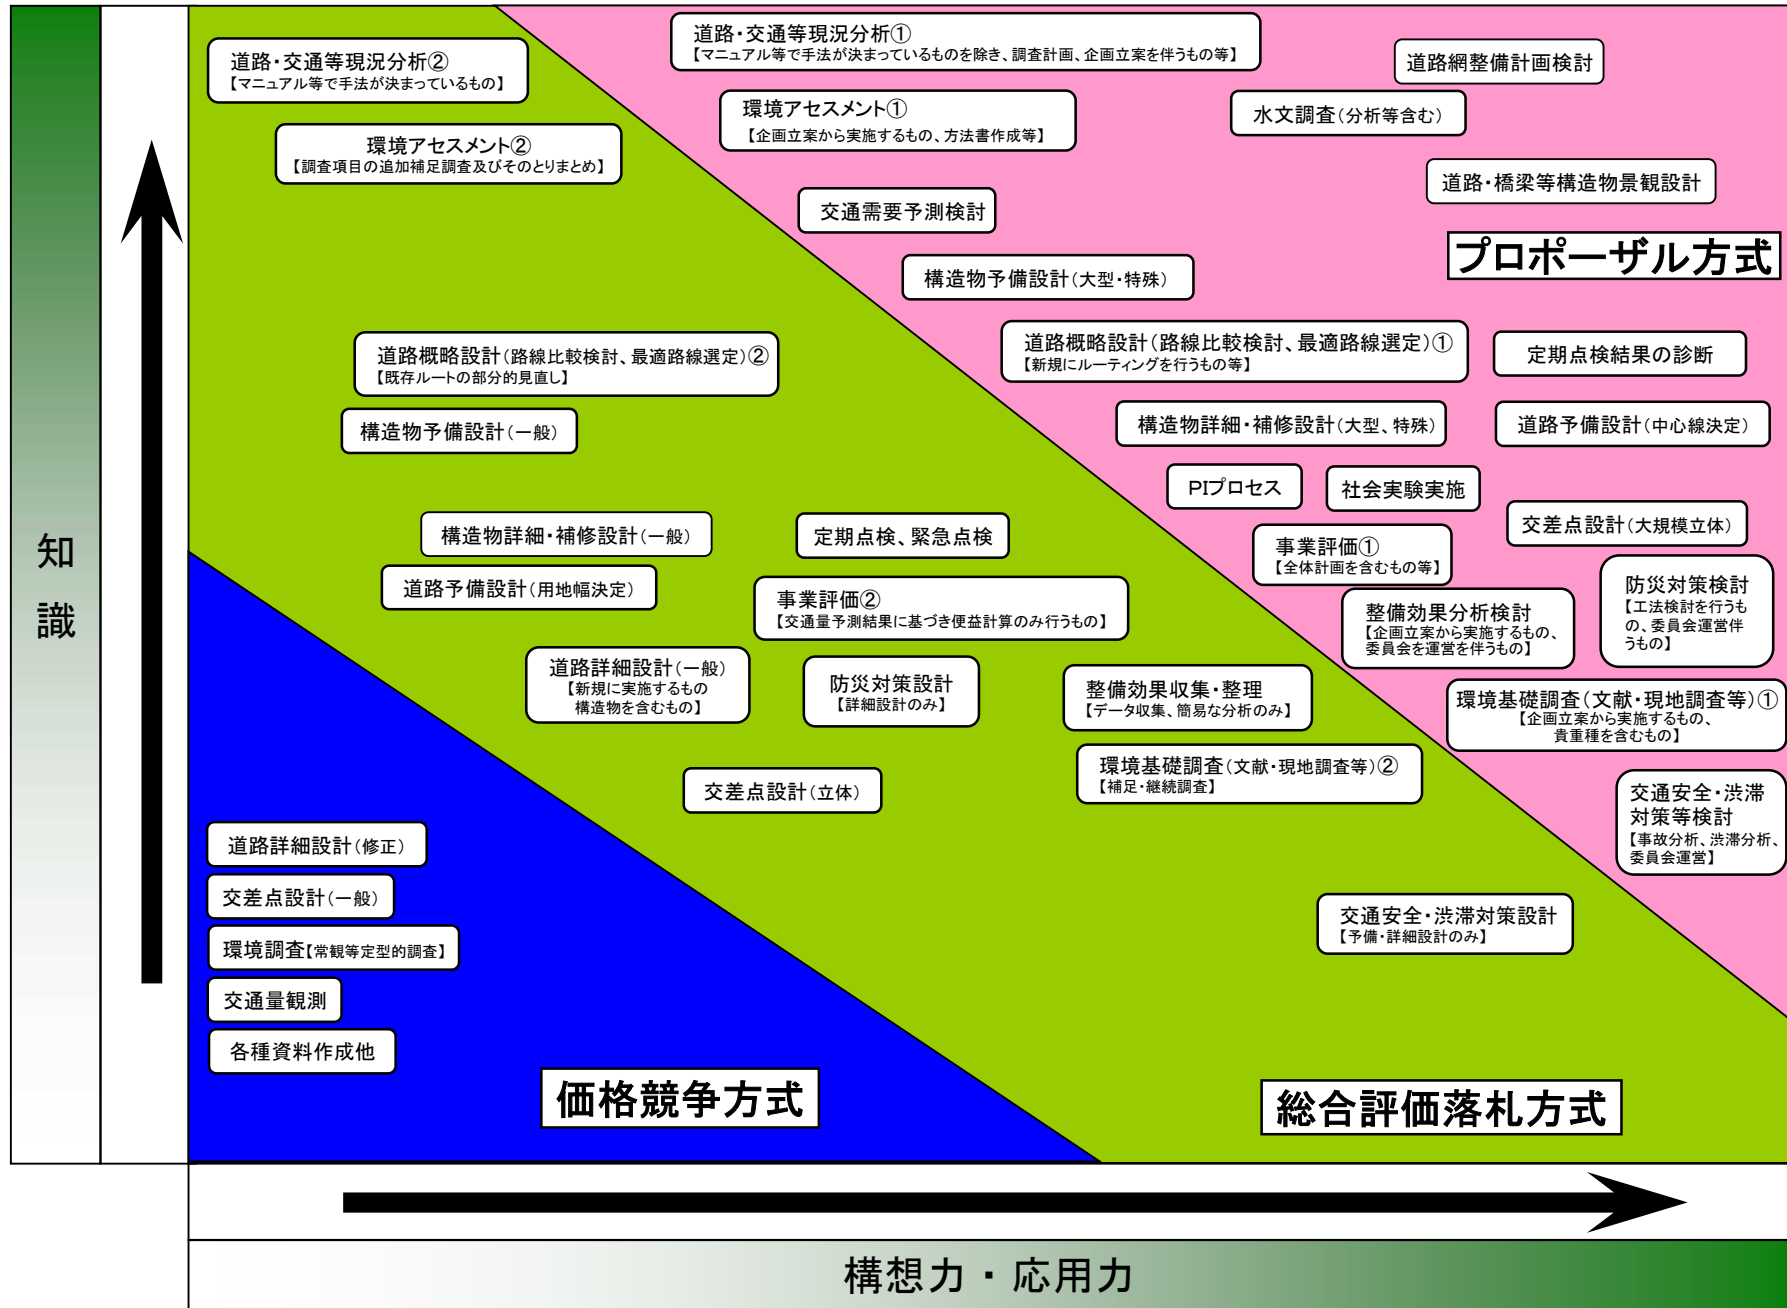 道路・交通等現況分析②
【マニュアル等で手法が決まっているもの】
環境アセスメント②
【調査項目の追加補足調査及びそのとりまとめ】
道路・交通等現況分析①
【マニュアル等で手法が決まっているものを除き、調査計画、企画立案を伴うもの等】
環境アセスメント①
【企画立案から実施するもの、方法書作成等】
道路網整備計画検討
水文調査(分析等含む)
道路・橋梁等構造物景観設計
交通需要予測検討
プロポーザル方式
構造物予備設計(大型・特殊)
道路概略設計(路線比較検討、最適路線選定)①
【新規にルーティングを行うもの等】
定期点検結果の診断
道路概略設計(路線比較検討、最適路線選定)②
【既存ルートの部分的見直し】
構造物予備設計(一般)
構造物詳細・補修設計(大型、特殊)
道路予備設計(中心線決定)
PIプロセス
社会実験実施
構造物詳細・補修設計(一般)
定期点検、緊急点検
交差点設計(大規模立体)
事業評価①
【全体計画を含むもの等】
道路予備設計(用地幅決定)
事業評価②
【交通量予測結果に基づき便益計算のみ行うもの】
整備効果分析検討
【企画立案から実施するもの、
委員会を運営を伴うもの】
防災対策検討
【工法検討を行うも
の、委員会運営伴
うもの】
道路詳細設計(一般)
【新規に実施するもの
構造物を含むもの】
防災対策設計
【詳細設計のみ】
整備効果収集・整理
【データ収集、簡易な分析のみ】
環境基礎調査(文献・現地調査等)①
【企画立案から実施するもの、
貴重種を含むもの】
環境基礎調査(文献・現地調査等)②
【補足・継続調査】
交差点設計(立体)
交通安全・渋滞
対策等検討
【事故分析、渋滞分析、
委員会運営】
道路詳細設計(修正)
交差点設計(一般)
環境調査【常観等定型的調査】
交通量観測
各種資料作成他
交通安全・渋滞対策設計
【予備・詳細設計のみ】
価格競争方式
総合評価落札方式
知
識
構想力・応用力